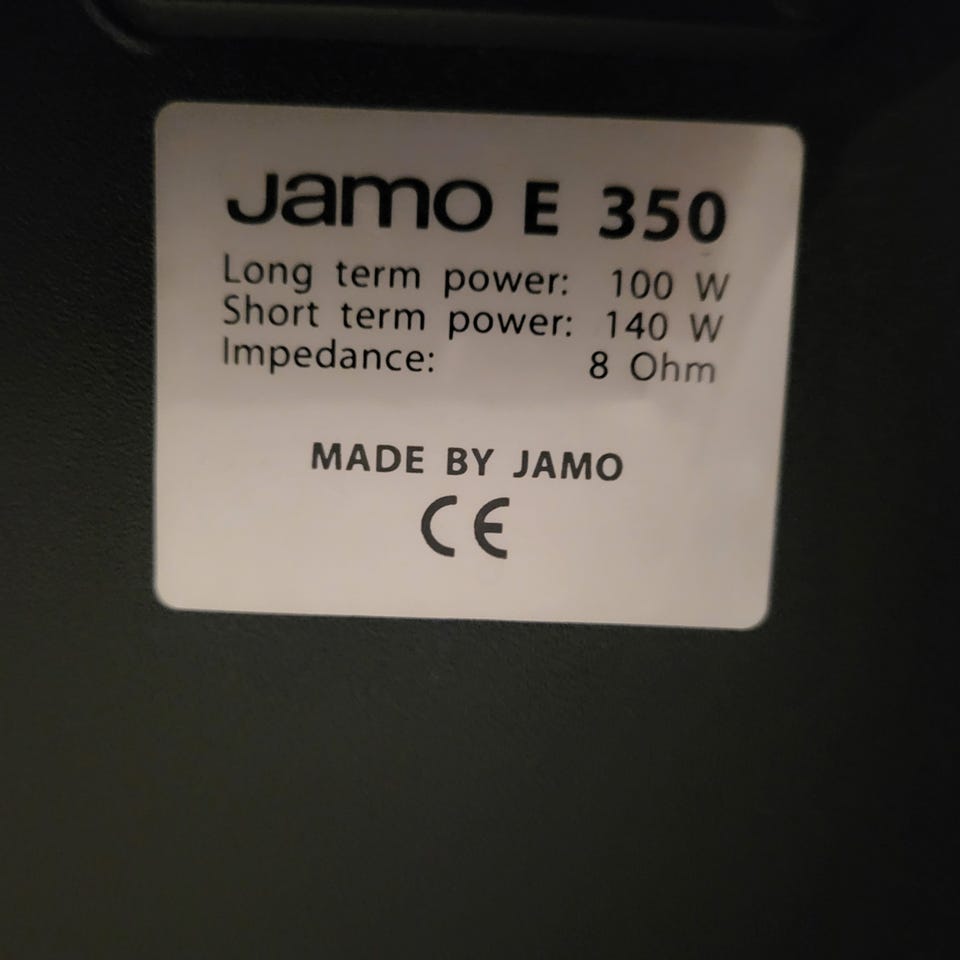 Jamo E 350
Long term power: 100 W
Short term power: 140 W
Impedance: 8 Ohm
MADE BY JAMO
CE